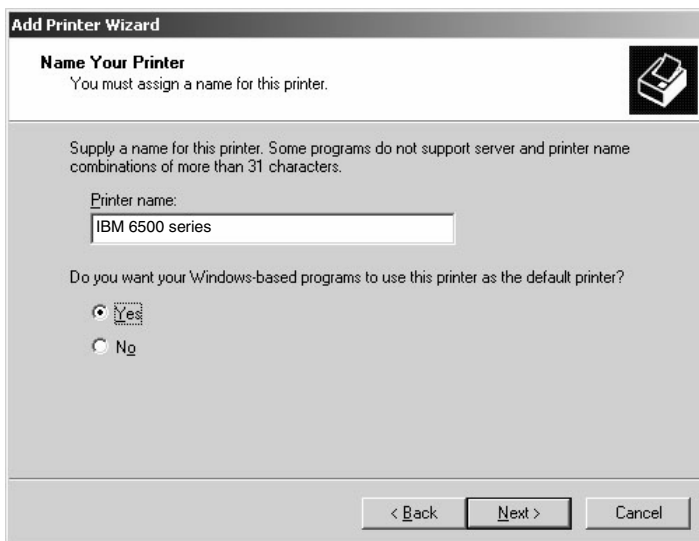 Add Printer Wizard
Name Your Printer
You must assign a name for this printer.
Supply a name for this printer. Some programs do not support server and printer name
combinations of more than 31 characters.
Printer name:
IBM 6500 series
Do you want your Windows-based programs to use this printer as the default printer?
Yes
No
< Back
Next >
Cancel